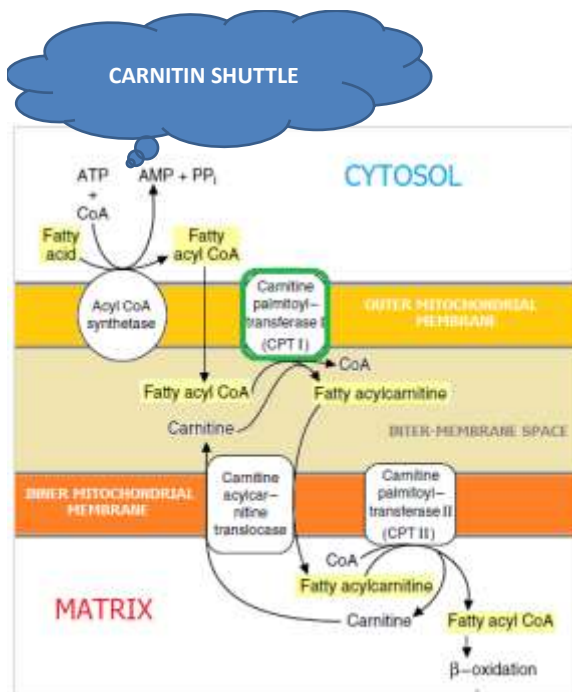 CARNITIN SHUTTLE
ATP
+
CoA
AMP + PPi
CYTOSOL
Fatty
acid
Fatty
acyl CoA
Acyl CoA
synthetase
Carnitine
palmitoyl–
transferase I
(CPT I)
OUTER MITOCHONDRIAL
MEMBRANE
CoA
Fatty acyl CoA
Fatty acylcarnitine
Carnitine
INTER-MEMBRANE SPACE
INNER MITOCHONDRIAL
MEMBRANE
Carnitine
acylcar–
nitine
translocase
Carnitine
palmitoyl–
transferase II
(CPT II)
CoA
Fatty acylcarnitine
MATRIX
Carnitine
Fatty acyl CoA
β–oxidation